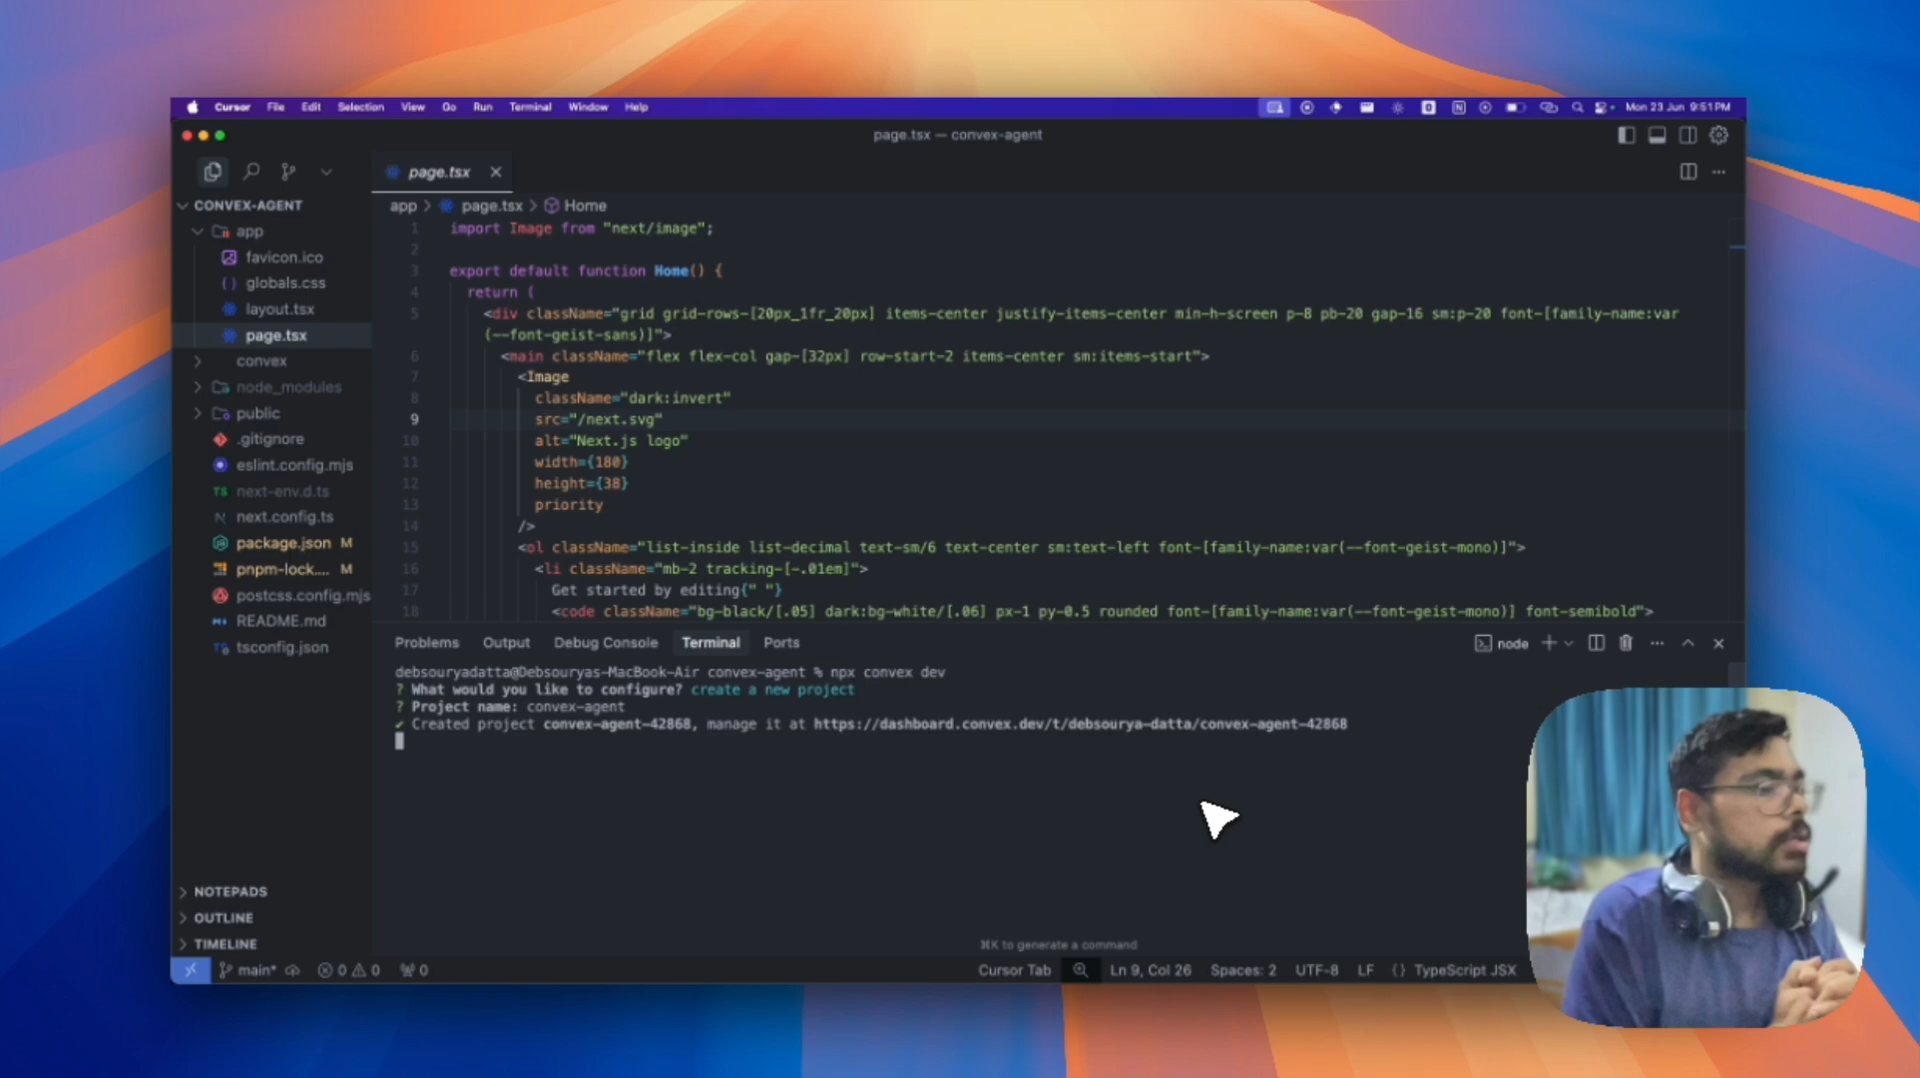 Cursor File Edit Selection View Go Run Terminal Window Help
Mon 23 Jun 9:51PM
page.tsx — convex-agent
page.tsx
CONVEX-AGENT
app
favicon.ico
globals.css
layout.tsx
page.tsx
convex
node_modules
public
.gitignore
eslint.config.mjs
TS next-env.d.ts
next.config.ts
package.json M
pnpm-lock.... M
postcss.config.mjs
README.md
tsconfig.json
NOTEPADS
OUTLINE
TIMELINE
app > page.tsx > Home
1 import Image from "next/image";
2
3 export default function Home() {
4 return (
5 <div className="grid grid-rows-[20px_1fr_20px] items-center justify-items-center min-h-screen p-8 pb-20 gap-16 sm:p-20 font-[family-name:var
(--font-geist-sans)]">
6 <main className="flex flex-col gap-[32px] row-start-2 items-center sm:items-start">
7 <Image
8 className="dark:invert"
9 src="/next.svg"
10 alt="Next.js logo"
11 width={180}
12 height={38}
13 priority
14 />
15 <ol className="list-inside list-decimal text-sm/6 text-center sm:text-left font-[family-name:var(--font-geist-mono)]">
16 <li className="mb-2 tracking-[-.01em]">
17 Get started by editing{" "}
18 <code className="bg-black/[.05] dark:bg-white/[.06] px-1 py-0.5 rounded font-[family-name:var(--font-geist-mono)] font-semibold">
Problems Output Debug Console Terminal Ports
node
debsouryadatta@Debsouryas-MacBook-Air convex-agent % npx convex dev
? What would you like to configure? create a new project
? Project name: convex-agent
✔ Created project convex-agent-42868, manage it at https://dashboard.convex.dev/t/debsourya-datta/convex-agent-42868
⌘K to generate a command
main* 0 0 0
Cursor Tab Ln 9, Col 26 Spaces: 2 UTF-8 LF {} TypeScript JSX